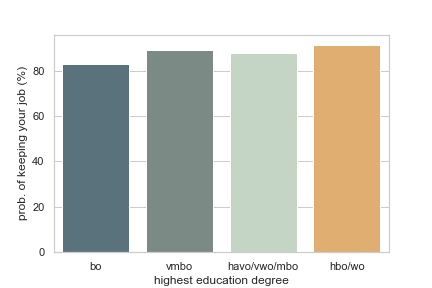 prob. of keeping your job (%)
80
60
40
20
0
bo vmbo havo/vwo/mbo hbo/wo
highest education degree